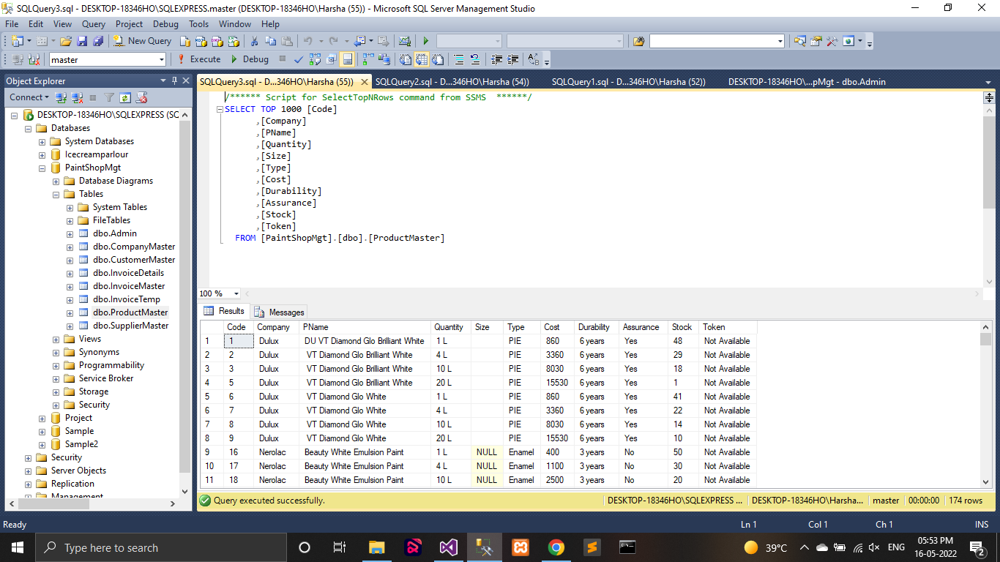 SQLQuery3.sql - DESKTOP-18346HO\SQLEXPRESS.master (DESKTOP-18346HO\Harsha (55)) - Microsoft SQL Server Management Studio
File Edit View Query Project Debug Tools Window Help
New Query
master Execute Debug
Object Explorer
Connect
DESKTOP-18346HO\SQLEXPRESS (SC
Databases
System Databases
Icecreamparlour
PaintShopMgt
Database Diagrams
Tables
System Tables
FileTables
dbo.Admin
dbo.CompanyMaster
dbo.CustomerMaster
dbo.InvoiceDetails
dbo.InvoiceMaster
dbo.InvoiceTemp
dbo.ProductMaster
dbo.SupplierMaster
Views
Synonyms
Programmability
Service Broker
Storage
Security
Project
Sample
Sample2
Security
Server Objects
Replication
Management
SQLQuery3.sql - D...346HO\Harsha (55)) SQLQuery2.sql - D...346HO\Harsha (54)) SQLQuery1.sql - D...346HO\Harsha (52)) DESKTOP-18346HO\...pMgt - dbo.Admin
/****** Script for SelectTopNRows command from SSMS ******/
SELECT TOP 1000 [Code]
,[Company]
,[PName]
,[Quantity]
,[Size]
,[Type]
,[Cost]
,[Durability]
,[Assurance]
,[Stock]
,[Token]
FROM [PaintShopMgt].[dbo].[ProductMaster]
100 %
Results Messages
Code Company PName Quantity Size Type Cost Durability Assurance Stock Token
1 1 Dulux DU VT Diamond Glo Brilliant White 1 L PIE 860 6 years Yes 48 Not Available
2 2 Dulux VT Diamond Glo Brilliant White 4 L PIE 3360 6 years Yes 29 Not Available
3 3 Dulux VT Diamond Glo Brilliant White 10 L PIE 8030 6 years Yes 18 Not Available
4 5 Dulux VT Diamond Glo Brilliant White 20 L PIE 15530 6 years Yes 1 Not Available
5 6 Dulux VT Diamond Glo White 1 L PIE 860 6 years Yes 41 Not Available
6 7 Dulux VT Diamond Glo White 4 L PIE 3360 6 years Yes 22 Not Available
7 8 Dulux VT Diamond Glo White 10 L PIE 8030 6 years Yes 14 Not Available
8 9 Dulux VT Diamond Glo White 20 L PIE 15530 6 years Yes 10 Not Available
9 16 Nerolac Beauty White Emulsion Paint 1 L NULL Enamel 400 3 years No 50 Not Available
10 17 Nerolac Beauty White Emulsion Paint 4 L NULL Enamel 1100 3 years No 30 Not Available
11 18 Nerolac Beauty White Emulsion Paint 10 L NULL Enamel 2500 3 years No 20 Not Available
Query executed successfully. DESKTOP-18346HO\SQLEXPRESS ... DESKTOP-18346HO\Harsha... master 00:00:00 174 rows
Ready Ln 1 Col 1 Ch 1 INS
Type here to search 39°C ENG 05:53 PM
16-05-2022 2